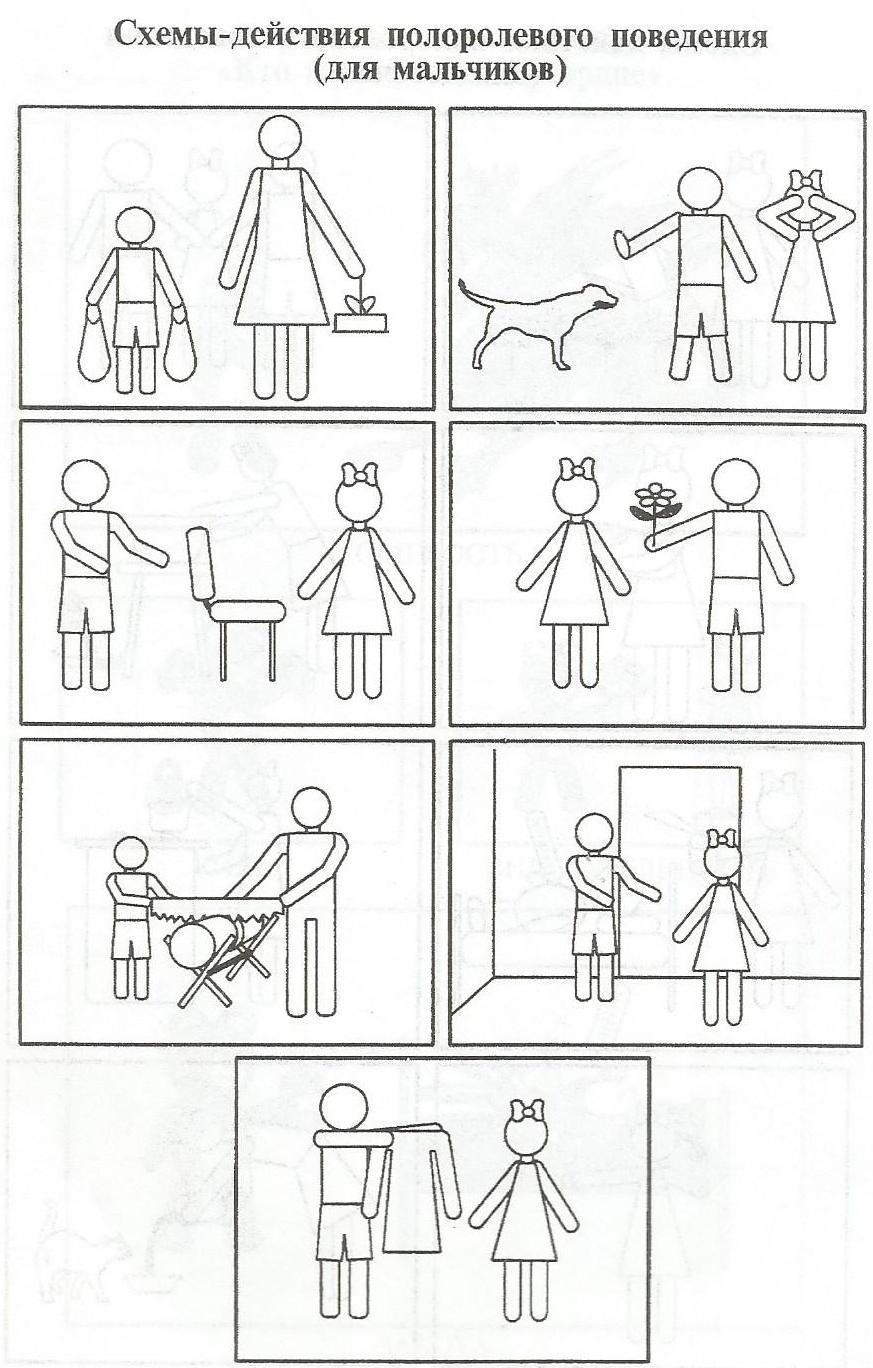 Схемы-действия полоролевого поведения
(для мальчиков)